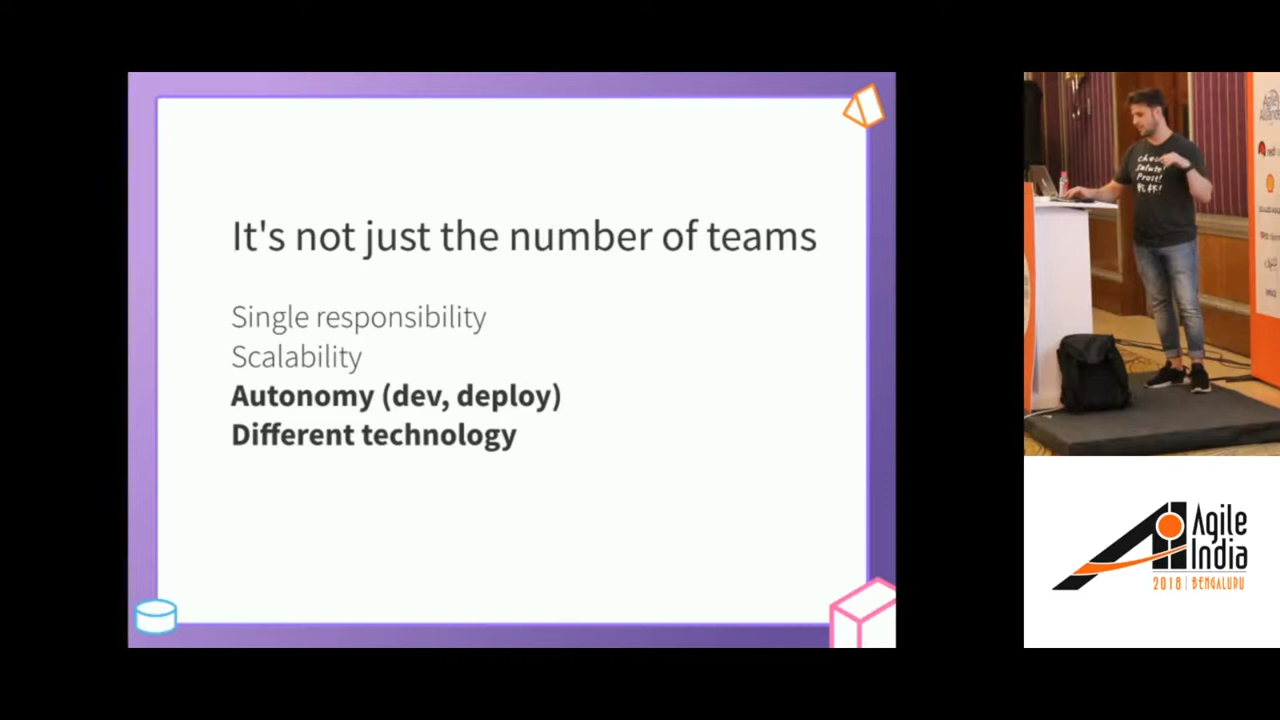 It's not just the number of teams
Single responsibility
Scalability
Autonomy (dev, deploy)
Different technology
Prost!
Agile
India
2018 | BENGALURU